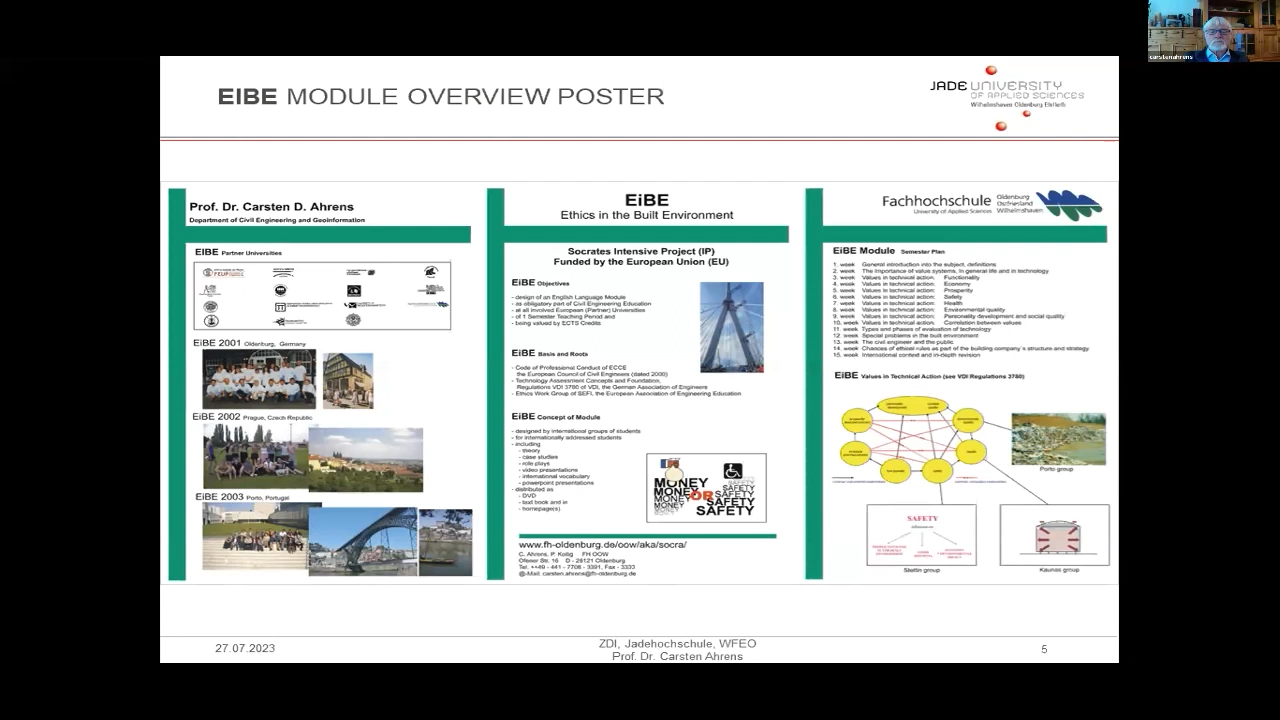 carstenahrens
EIBE MODULE OVERVIEW POSTER
JADE UNIVERSITY
OF APPLIED SCIENCES
Wilhelmshaven Oldenburg Elsfleth
Prof. Dr. Carsten D. Ahrens
Department of Civil Engineering and Geoinformation
EIBE Partner Universities
EiBE 2001 Oldenburg, Germany
EiBE 2002 Prague, Czech Republic
EiBE 2003 Porto, Portugal
EiBE
Ethics in the Built Environment
Socrates Intensive Project (IP)
Funded by the European Union (EU)
EiBE Objectives
- design of an English Language Module
- as obligatory part of Civil Engineering Education
- at all involved European (Partner) Universities
- of 1 Semester Teaching Period and
- being valued by ECTS Credits
EiBE Basis and Roots
- Code of Professional Conduct of ECCE
the European Council of Civil Engineers (dated 2000)
- Technology Assessment Concepts and Foundation,
Regulations VDI 3780 of VDI, the German Association of Engineers
- Ethics Work Group of SEFI, the European Association of Engineering Education
EiBE Concept of Module
- designed by international groups of students
- for internationally addressed students
- including
- theory
- case studies
- role plays
- video presentations
- international vocabulary
- powerpoint presentations
- distributed as
- DVD
- text book and in
- homepage(s)
MONEY
MONEY
MONEY
MONEY
MONEY
OR
SAFETY
SAFETY
SAFETY
SAFETY
SAFETY
www.fh-oldenburg.de/oow/aka/socra/
C. Ahrens, P. Kuttig FH OOW
Ofener Str. 16 D - 26121 Oldenburg
Tel. ++49 - 441 - 7708 - 3391, Fax - 3333
@-Mail: carsten.ahrens@fh-oldenburg.de
Fachhochschule
University of Applied Sciences
Oldenburg
Ostfriesland
Wilhelmshaven
EiBE Module Semester Plan
1. week General introduction into the subject, definitions
2. week The Importance of value systems, in general life and in technology
3. week Values in technical action: Functionality
4. week Values in technical action: Economy
5. week Values in technical action: Prosperity
6. week Values in technical action: Safety
7. week Values in technical action: Health
8. week Values in technical action: Environmental quality
9. week Values in technical action: Personality development and social quality
10. week Values in technical action: Correlation between values
11. week Types and phases of evaluation of technology
12. week Special problems in the built environment
13. week The civil engineer and the public
14. week Chances of ethical rules as part of the building company's structure and strategy
15. week International context and in-depth revision
EiBE Values in Technical Action (see VDI Regulations 3780)
Porto group
SAFETY
Stettin group
Kaunas group
27.07.2023
ZDI, Jadehochschule, WFEO
Prof. Dr. Carsten Ahrens
5